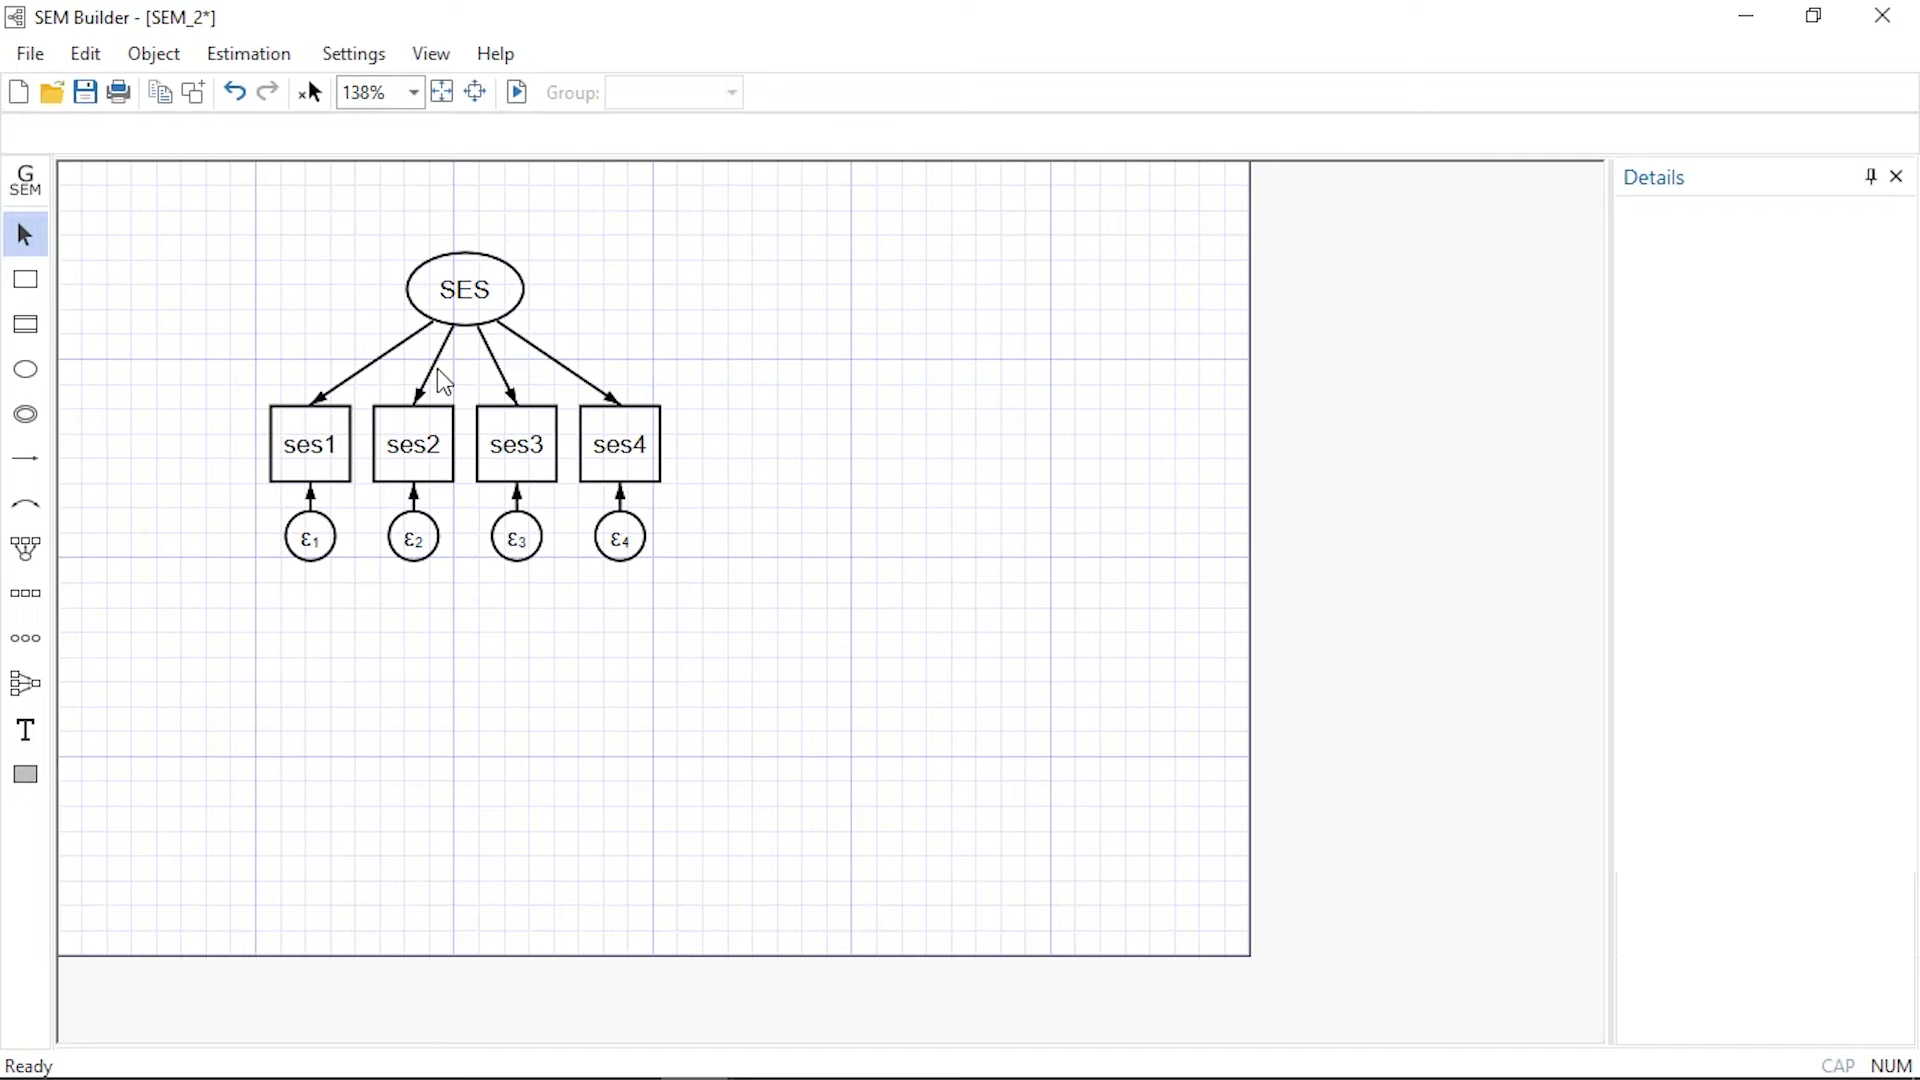 SEM Builder - [SEM_2*]
File Edit Object Estimation Settings View Help
138% Group:
G
SEM
Details
SES
ses1 ses2 ses3 ses4
ε1 ε2 ε3 ε4
T
Ready CAP NUM